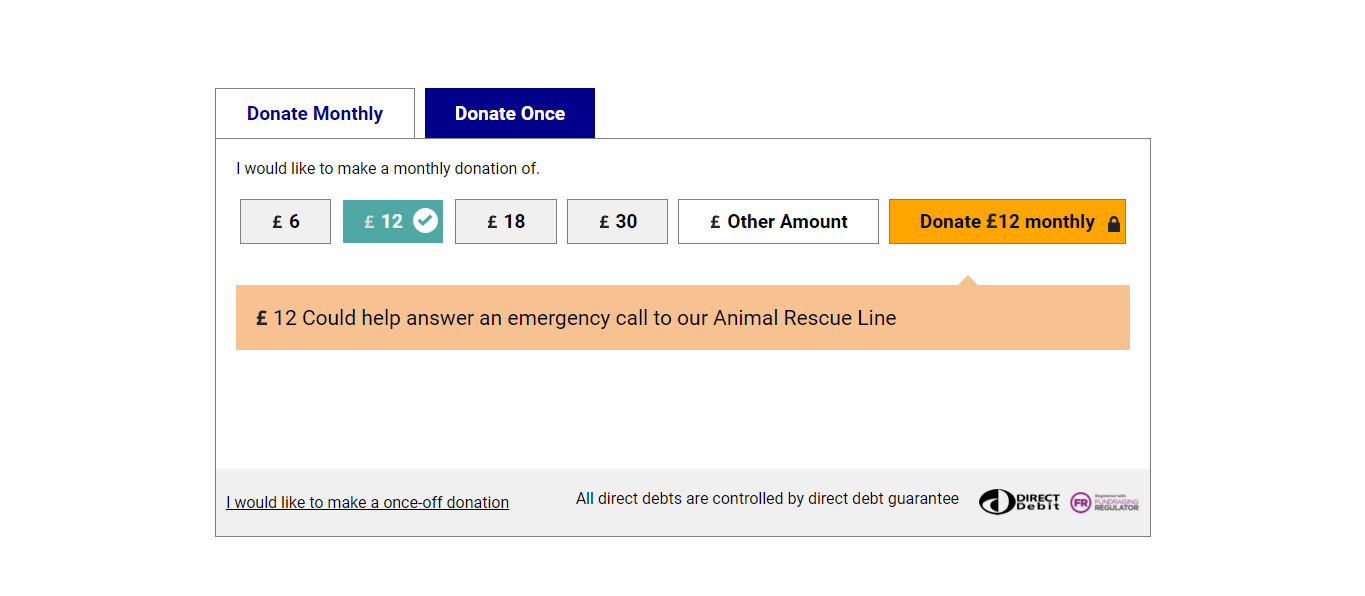 Donate Monthly
Donate Once
I would like to make a monthly donation of.
£ 6
£ 12
£ 18
£ 30
£ Other Amount
Donate £12 monthly
£ 12 Could help answer an emergency call to our Animal Rescue Line
I would like to make a once-off donation
All direct debts are controlled by direct debt guarantee
DIRECT
Debit
FR
Registered with
FUNDRAISING
REGULATOR